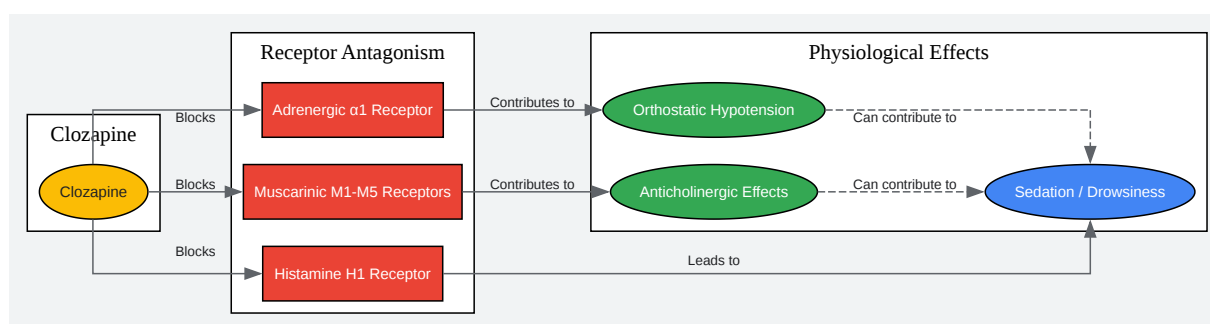 Receptor Antagonism
Physiological Effects
Clozapine
Clozapine
Blocks
Adrenergic α1 Receptor
Contributes to
Orthostatic Hypotension
Can contribute to
Blocks
Muscarinic M1-M5 Receptors
Contributes to
Anticholinergic Effects
Can contribute to
Sedation / Drowsiness
Blocks
Histamine H1 Receptor
Leads to